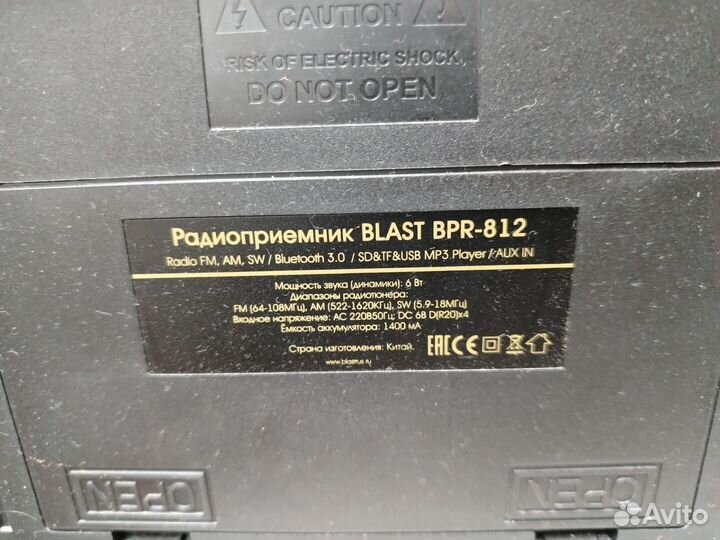 CAUTION
RISK OF ELECTRIC SHOCK
DO NOT OPEN
Радиоприемник BLAST BPR-812
Radio FM, AM, SW / Bluetooth 3.0 / SD&TF&USB MP3 Player / AUX IN
Мощность звука (динамики): 6 Вт
Диапазоны радиотюнера:
FM (64-108МГц), AM (522-1620КГц), SW (5.9-18МГц)
Входное напряжение: AC 220В50Гц; DC 6В D(R20)x4
Ёмкость аккумулятора: 1400 мА
Страна изготовления: Китай.
EAC CE
www.blastrus.ru
OPEN OPEN
Avito